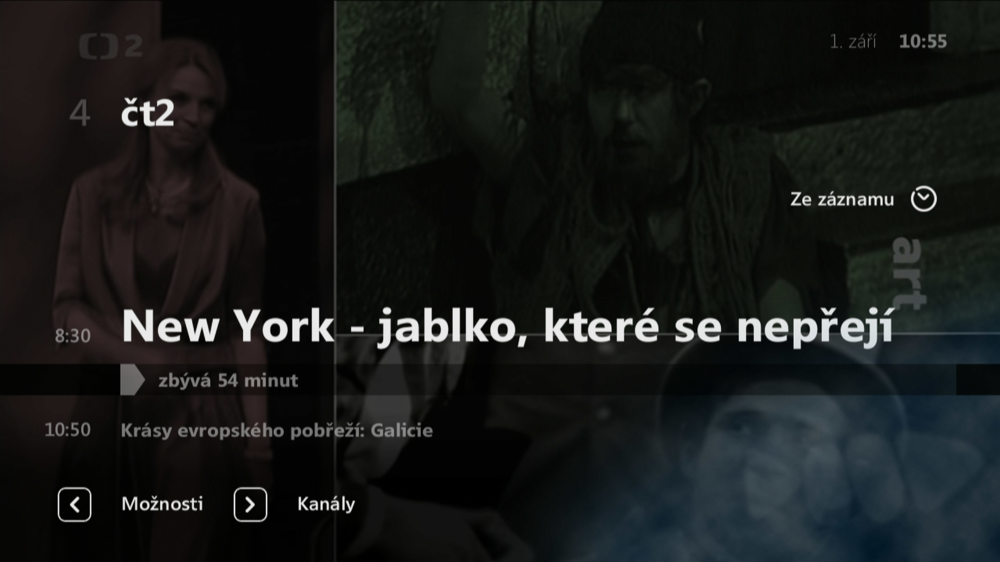 2
1. září 10:55
4 čt2
Ze záznamu
art
8:30 New York - jablko, které se nepřejí
zbývá 54 minut
10:50 Krásy evropského pobřeží: Galicie
Možnosti Kanály